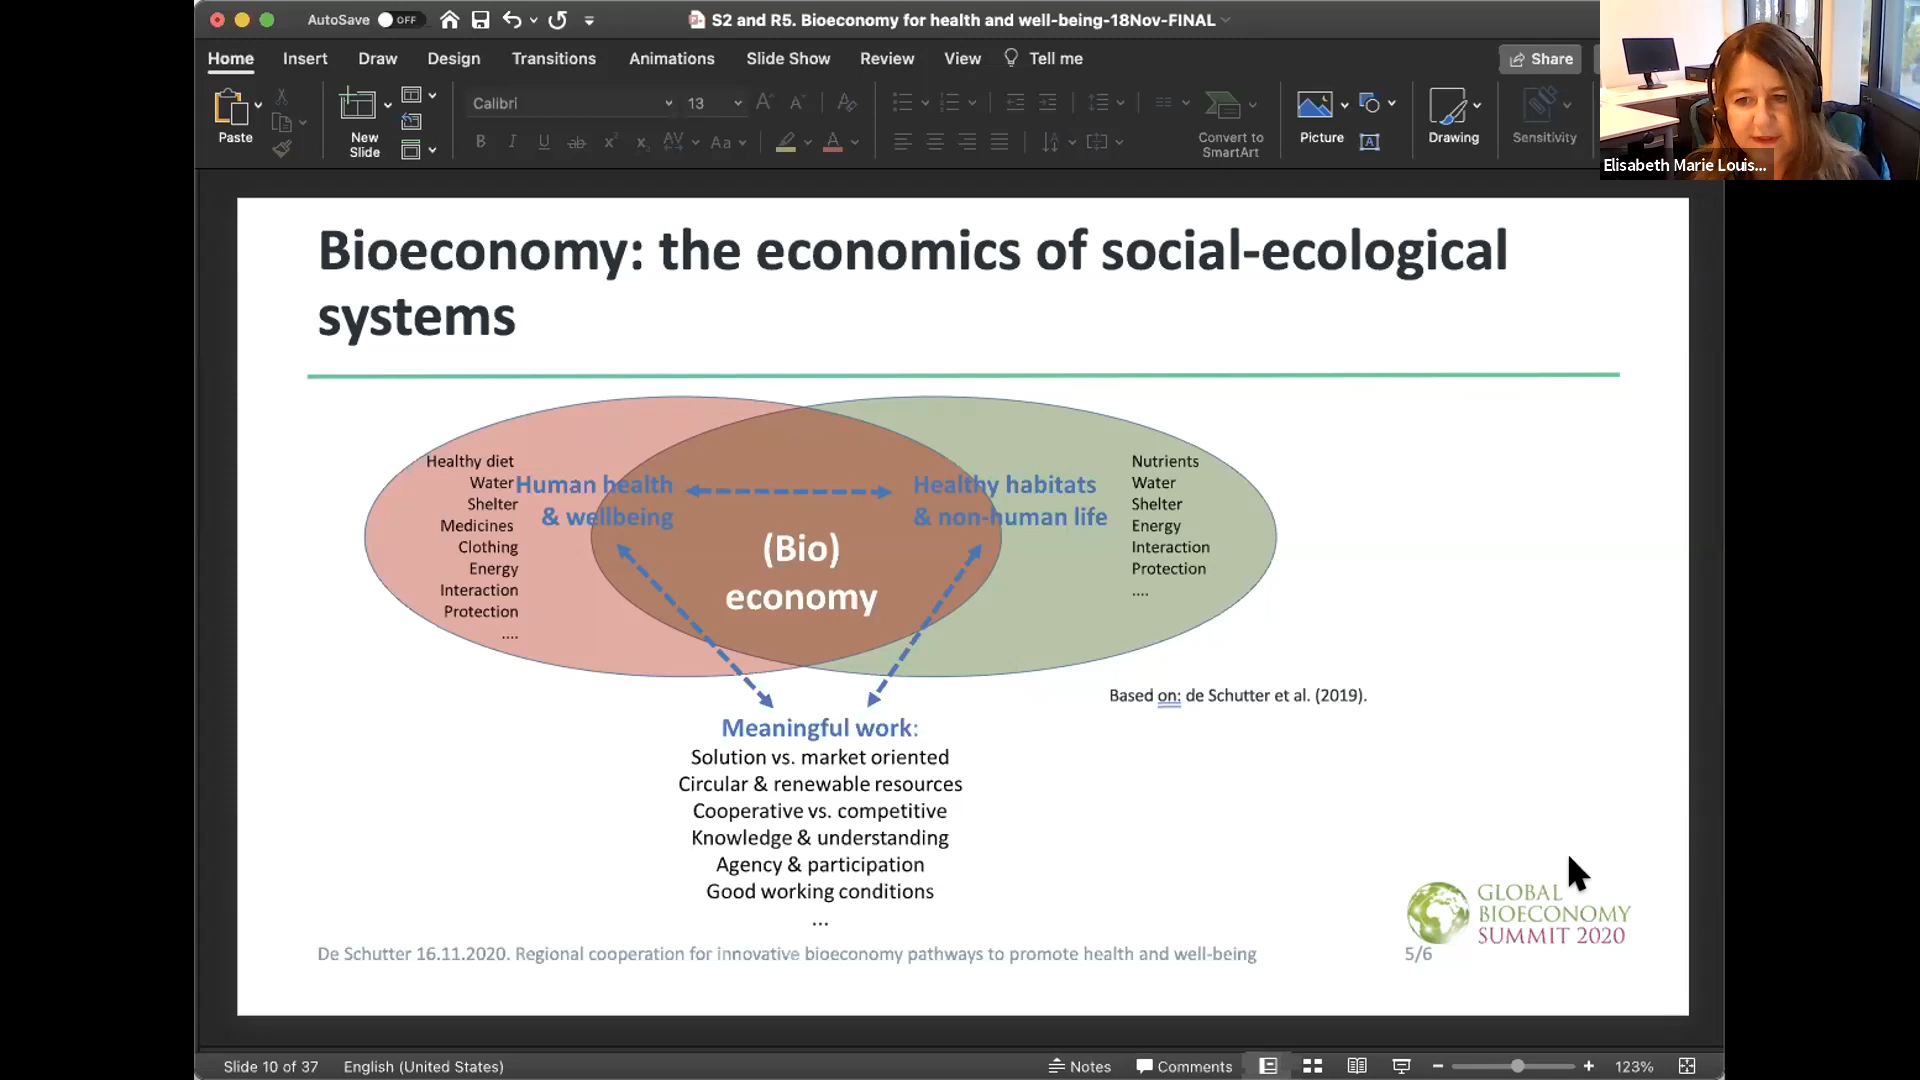 AutoSave OFF
S2 and R5. Bioeconomy for health and well-being-18Nov-FINAL
Home Insert Draw Design Transitions Animations Slide Show Review View Tell me Share
Paste
New Slide
Calibri 13
Convert to SmartArt
Picture
Drawing
Sensitivity
Elisabeth Marie Louis...
Bioeconomy: the economics of social-ecological
systems
Healthy diet
Water
Shelter
Medicines
Clothing
Energy
Interaction
Protection
....
Human health
& wellbeing
(Bio)
economy
Healthy habitats
& non-human life
Nutrients
Water
Shelter
Energy
Interaction
Protection
....
Based on: de Schutter et al. (2019).
Meaningful work:
Solution vs. market oriented
Circular & renewable resources
Cooperative vs. competitive
Knowledge & understanding
Agency & participation
Good working conditions
...
GLOBAL
BIOECONOMY
SUMMIT 2020
De Schutter 16.11.2020. Regional cooperation for innovative bioeconomy pathways to promote health and well-being
5/6
Slide 10 of 37 English (United States) Notes Comments 123%